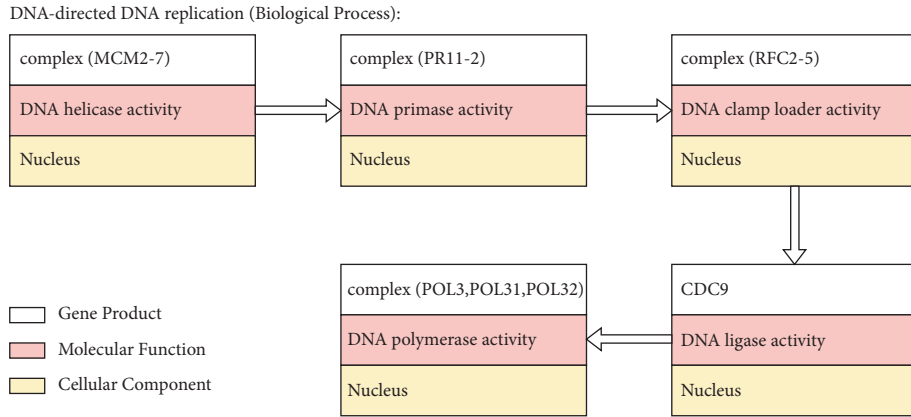 DNA-directed DNA replication (Biological Process):
complex (MCM2-7)
DNA helicase activity
Nucleus
complex (PR11-2)
DNA primase activity
Nucleus
complex (RFC2-5)
DNA clamp loader activity
Nucleus
complex (POL3,POL31,POL32)
DNA polymerase activity
Nucleus
CDC9
DNA ligase activity
Nucleus
Gene Product
Molecular Function
Cellular Component